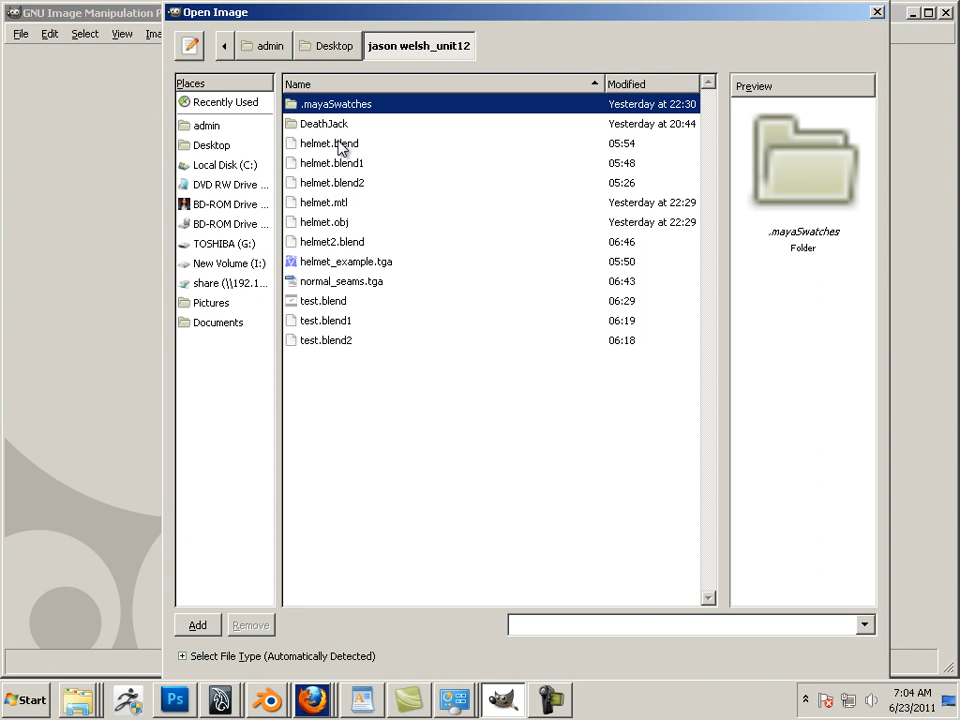 GNU Image Manipulation P
Open Image
File Edit Select View Ima
admin Desktop jason welsh_unit12
Places
Recently Used
admin
Desktop
Local Disk (C:)
DVD RW Drive ...
BD-ROM Drive ...
BD-ROM Drive ...
TOSHIBA (G:)
New Volume (I:)
share (\\192.1...
Pictures
Documents
Name Modified
.mayaSwatches Yesterday at 22:30
DeathJack Yesterday at 20:44
helmet.blend 05:54
helmet.blend1 05:48
helmet.blend2 05:26
helmet.mtl Yesterday at 22:29
helmet.obj Yesterday at 22:29
helmet2.blend 06:46
helmet_example.tga 05:50
normal_seams.tga 06:43
test.blend 06:29
test.blend1 06:19
test.blend2 06:18
Preview
.mayaSwatches
Folder
Add Remove
Select File Type (Automatically Detected)
Start
Ps
7:04 AM
6/23/2011